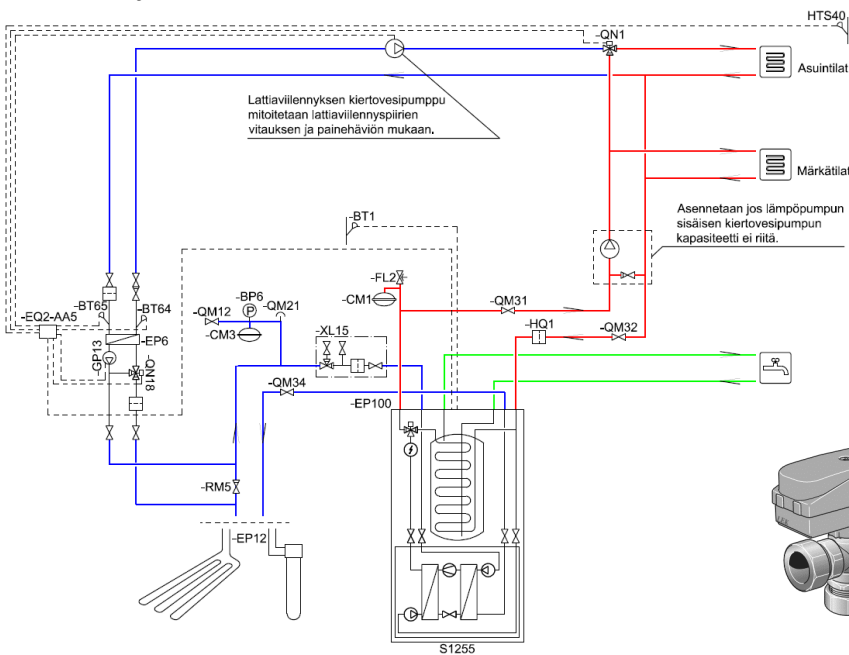 HTS40
-QN1
Asuintilat
Lattiaviilennyksen kiertovesipumppu
mitoitetaan lattiaviilennyspiirien
vitauksen ja painehäviön mukaan.
Märkätilat
Asennetaan jos lämpöpumpun
sisäisen kiertovesipumpun
kapasiteetti ei riitä.
-BT1
-FL2
-CM1
-BT65
-BT64
-EQ2-AA5
-EP6
GP13
-QN18
-BP6
P
-QM21
-QM12
-CM3
-XL15
-QM31
-HQ1
-QM32
-QM34
-EP100
-RM5
-EP12
S1255